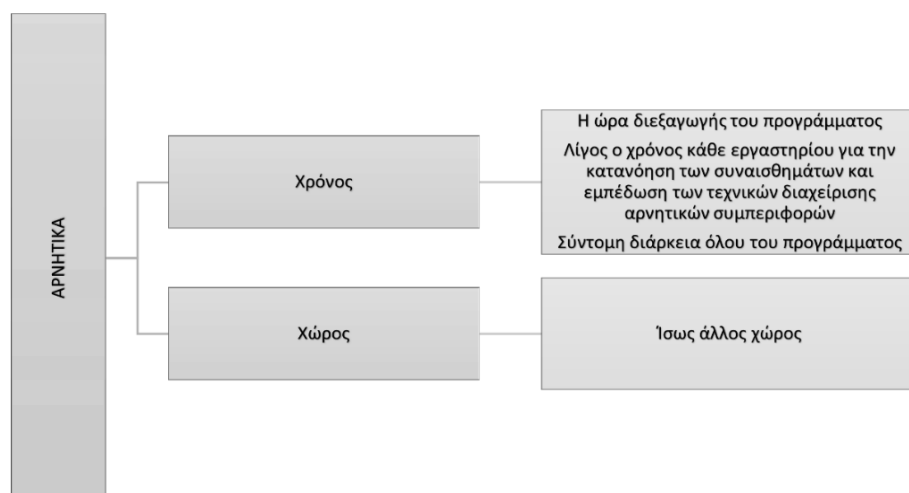 ΑΡΝΗΤΙΚΑ
Χρόνος
Η ώρα διεξαγωγής του προγράμματος
Λίγος ο χρόνος κάθε εργαστηρίου για την
κατανόηση των συναισθημάτων και
εμπέδωση των τεχνικών διαχείρισης
αρνητικών συμπεριφορών
Σύντομη διάρκεια όλου του προγράμματος
Χώρος
Ίσως άλλος χώρος